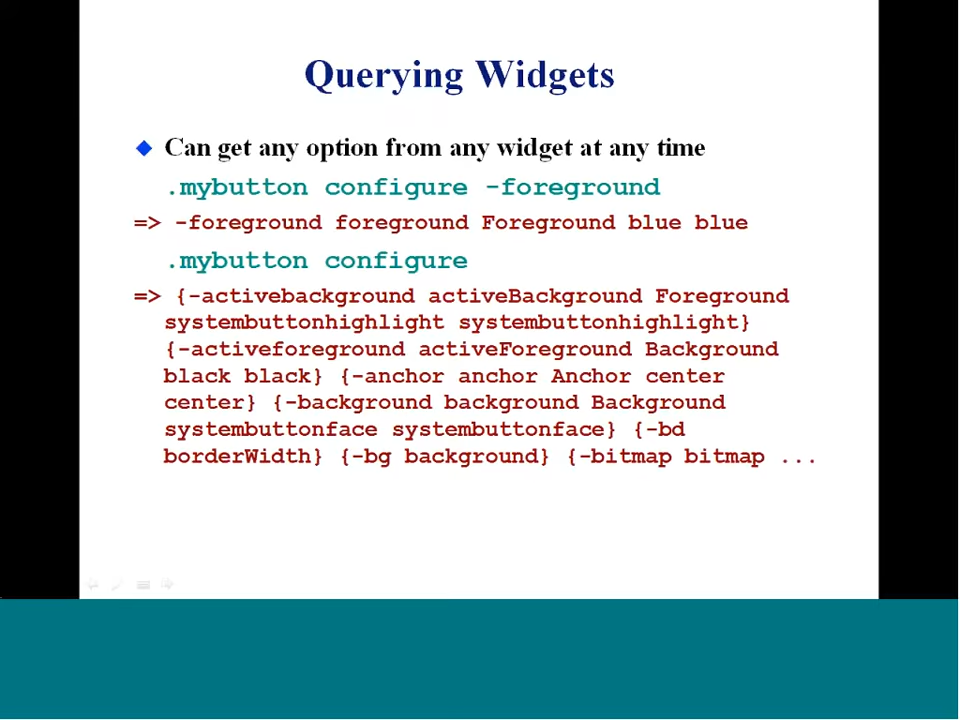 Querying Widgets
Can get any option from any widget at any time
.mybutton configure -foreground
=> -foreground foreground Foreground blue blue
.mybutton configure
=> {-activebackground activeBackground Foreground
systembuttonhighlight systembuttonhighlight}
{-activeforeground activeForeground Background
black black} {-anchor anchor Anchor center
center} {-background background Background
systembuttonface systembuttonface} {-bd
borderWidth} {-bg background} {-bitmap bitmap ...